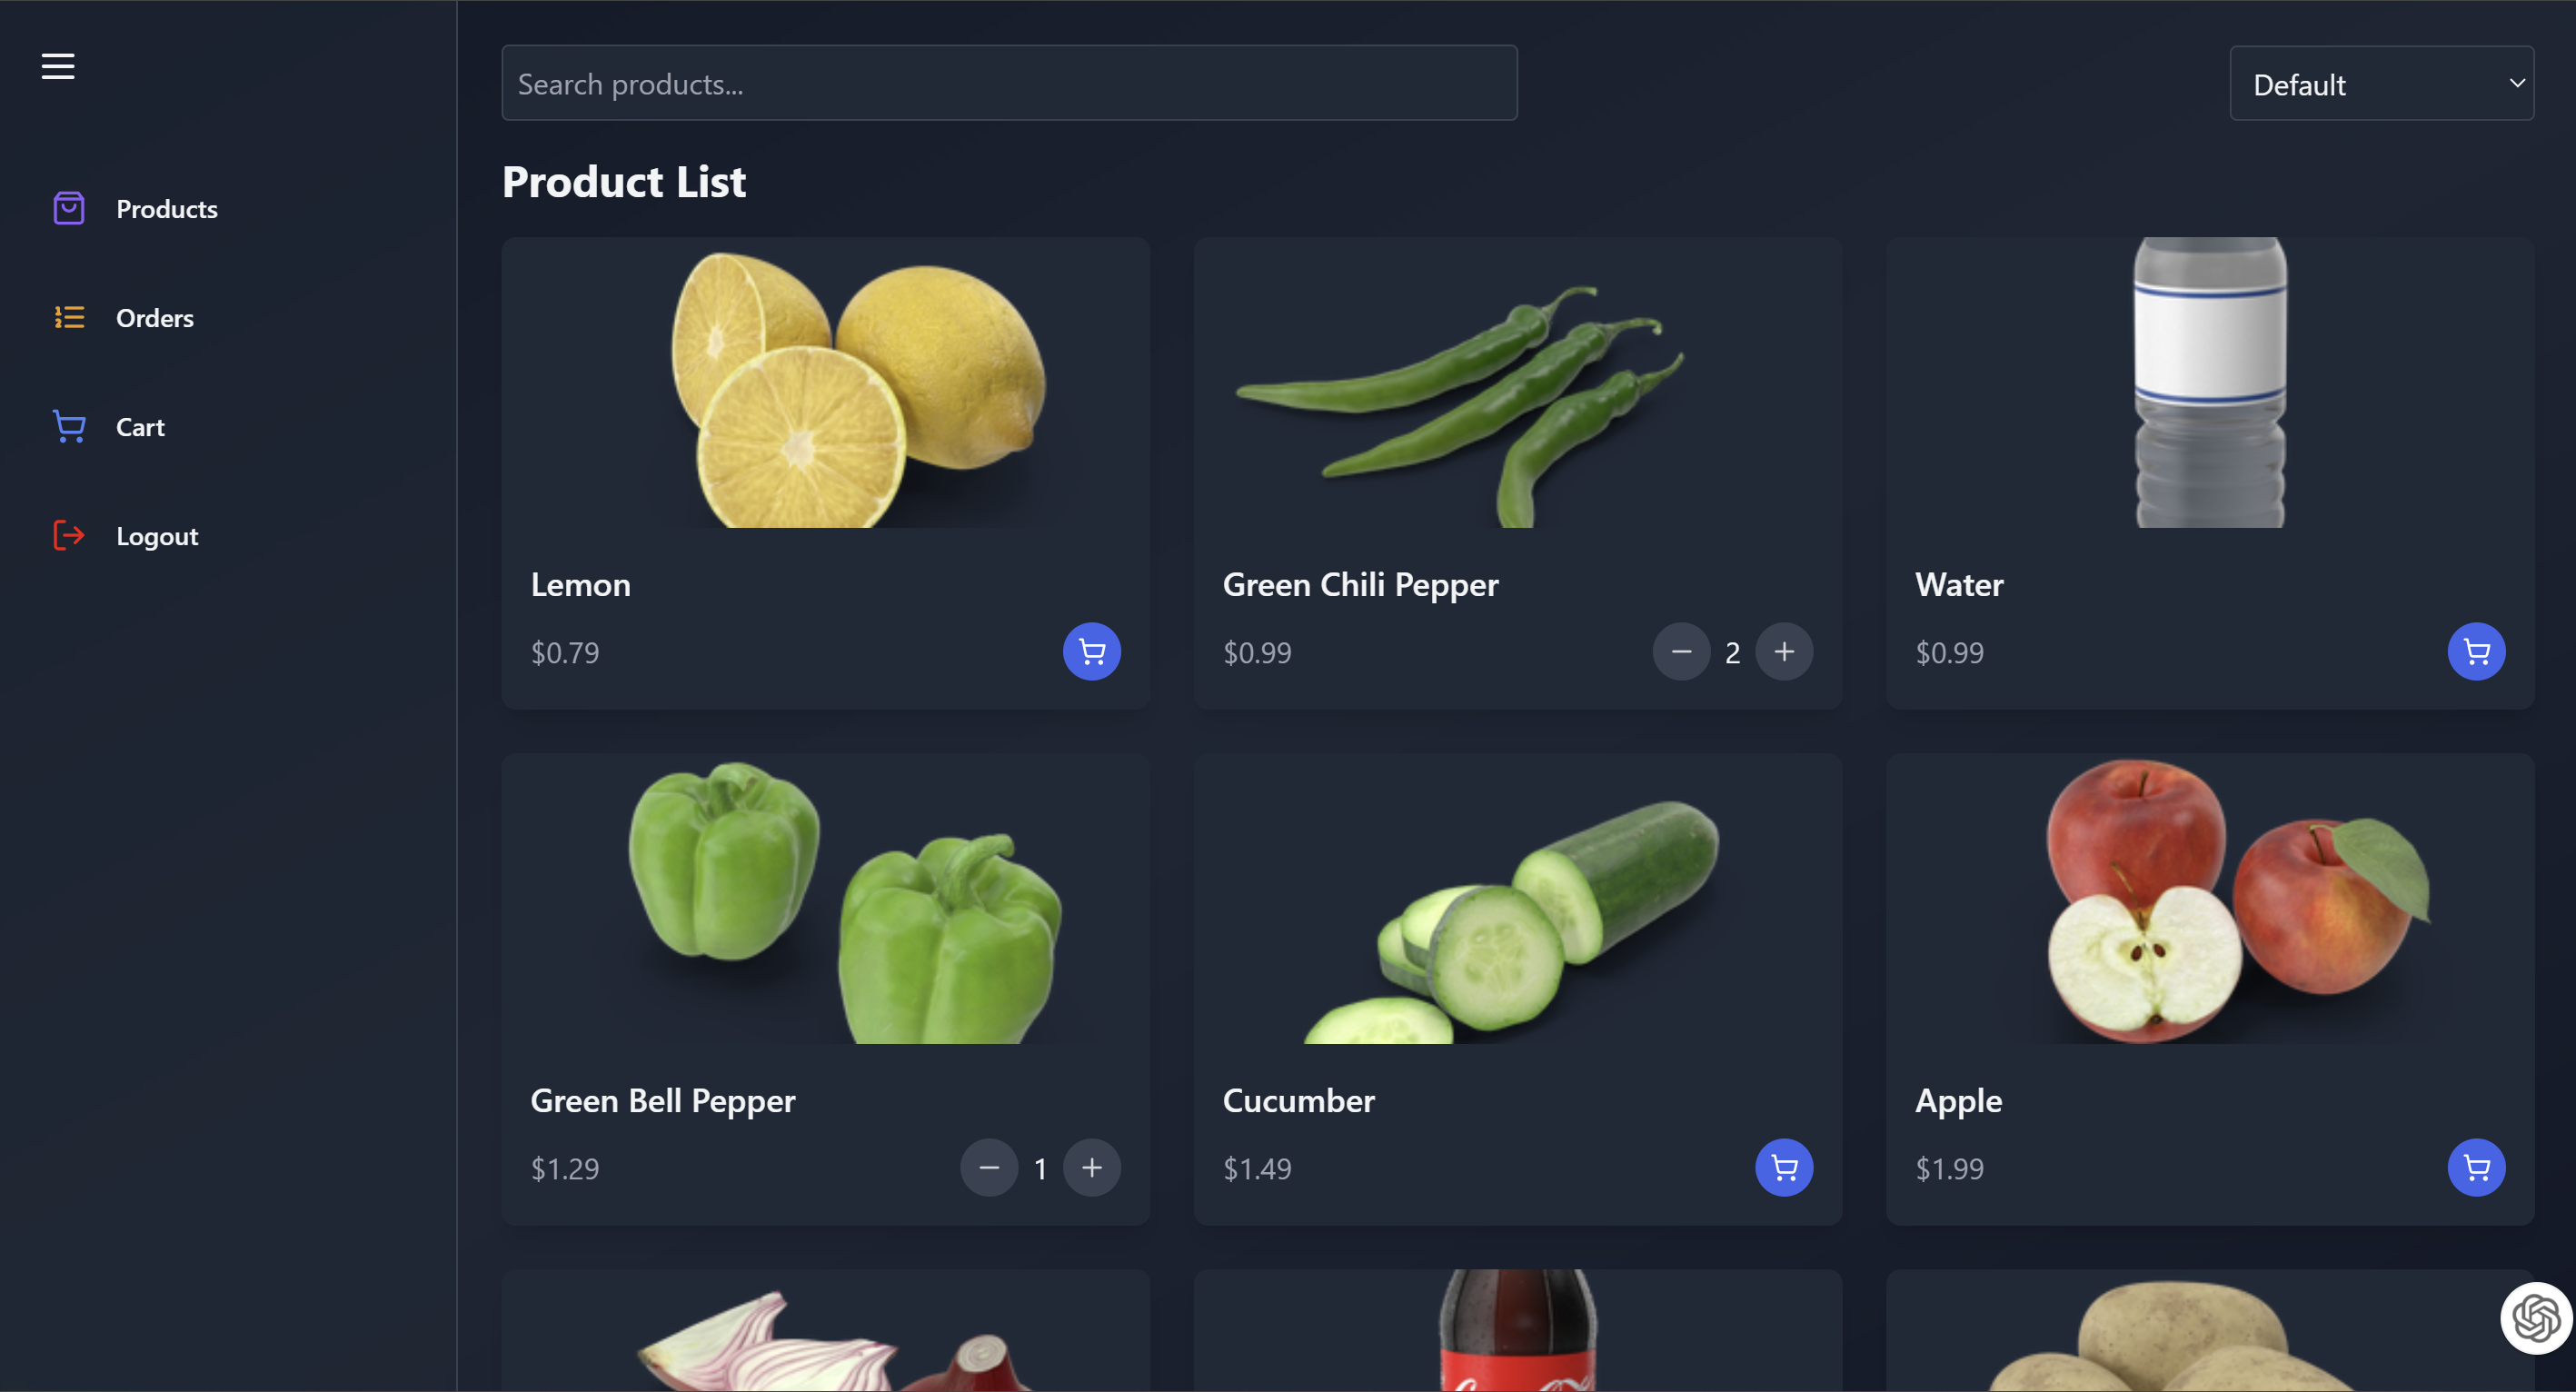 Search products...
Default
Product List
Products
Orders
Cart
Logout
Lemon
$0.79
Green Chili Pepper
$0.99
2
Water
$0.99
Green Bell Pepper
$1.29
1
Cucumber
$1.49
Apple
$1.99